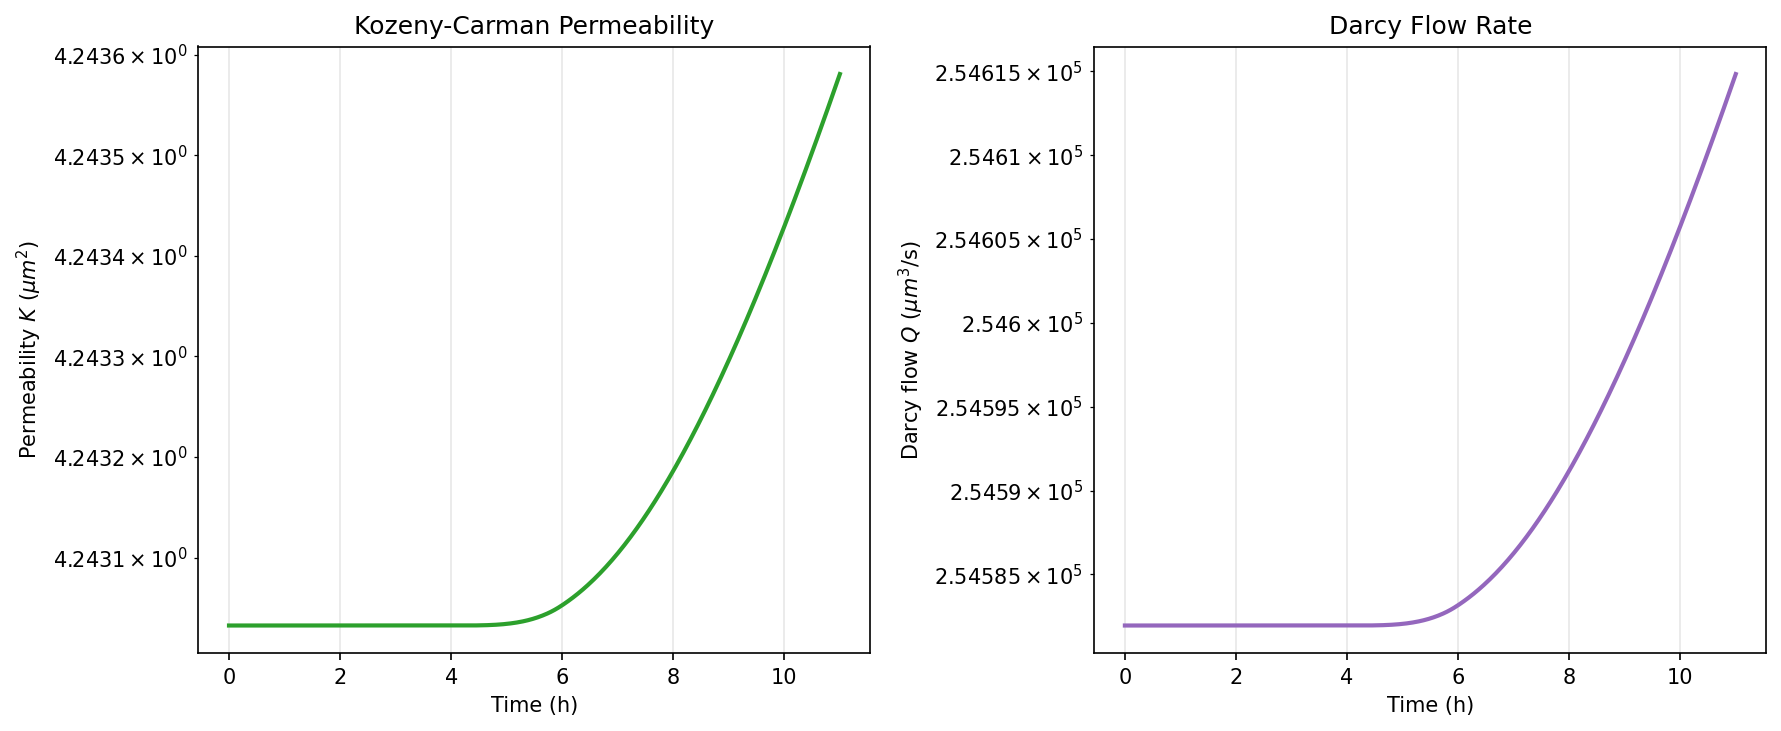 Kozeny-Carman Permeability
4.2436 × 10⁰
4.2435 × 10⁰
4.2434 × 10⁰
4.2433 × 10⁰
4.2432 × 10⁰
4.2431 × 10⁰
Permeability K (μm²)
0 2 4 6 8 10
Time (h)
Darcy Flow Rate
2.54615 × 10⁵
2.5461 × 10⁵
2.54605 × 10⁵
2.546 × 10⁵
2.54595 × 10⁵
2.5459 × 10⁵
2.54585 × 10⁵
Darcy flow Q (μm³/s)
0 2 4 6 8 10
Time (h)